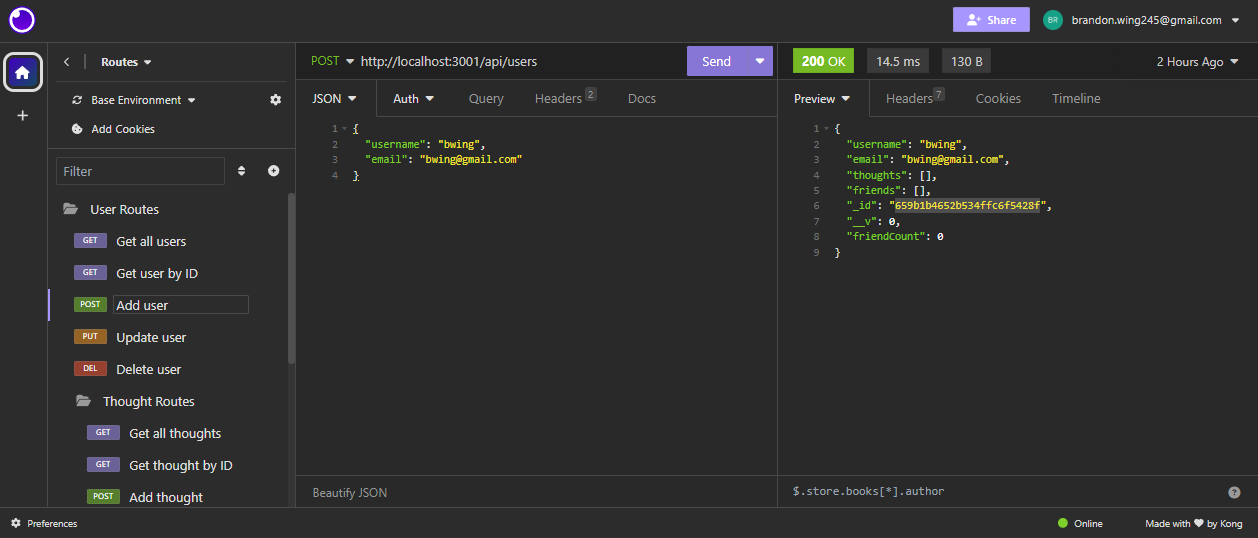 Share
BR
brandon.wing245@gmail.com
Routes
Base Environment
Add Cookies
Filter
User Routes
GET Get all users
GET Get user by ID
POST Add user
PUT Update user
DEL Delete user
Thought Routes
GET Get all thoughts
GET Get thought by ID
POST Add thought
POST http://localhost:3001/api/users
Send
JSON Auth Query Headers 2 Docs
1 {
2 "username": "bwing",
3 "email": "bwing@gmail.com"
4 }
Beautify JSON
200 OK 14.5 ms 130 B 2 Hours Ago
Preview Headers 7 Cookies Timeline
1 {
2 "username": "bwing",
3 "email": "bwing@gmail.com",
4 "thoughts": [],
5 "friends": [],
6 "_id": "659b1b4652b534ffc6f5428f",
7 "__v": 0,
8 "friendCount": 0
9 }
$.store.books[*].author
?
Preferences
Online
Made with ♥ by Kong